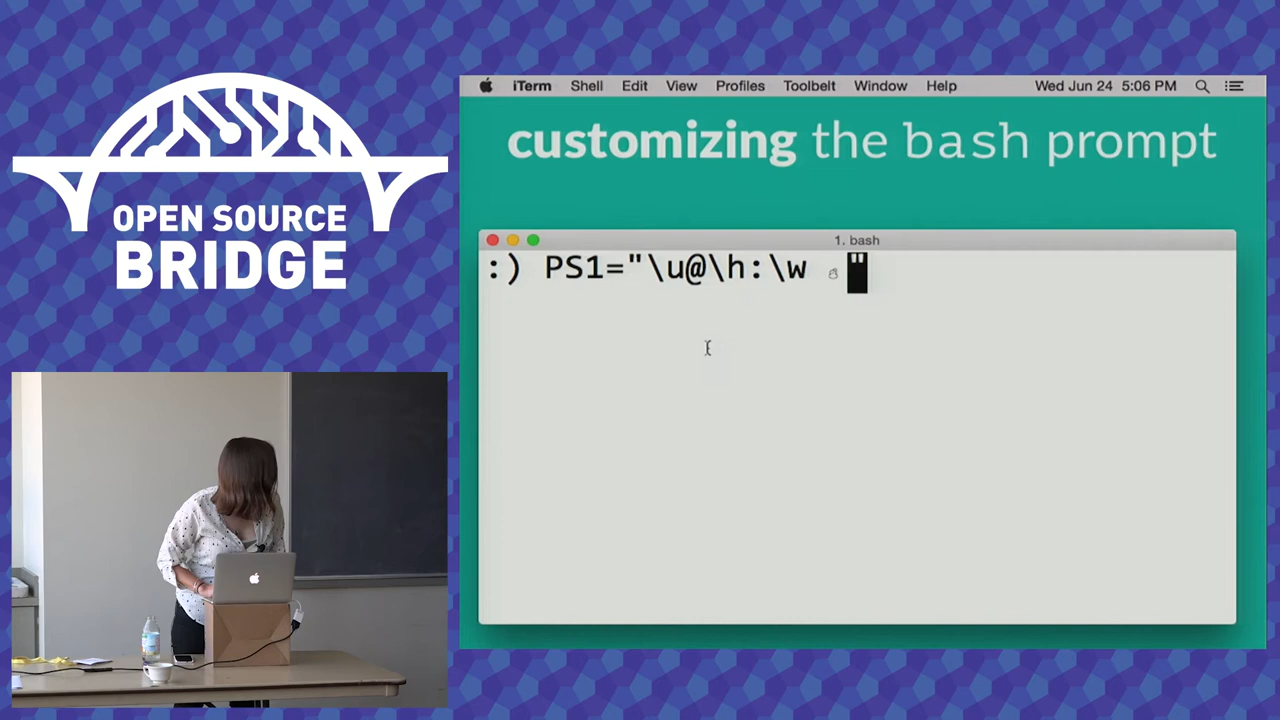 OPEN SOURCE
BRIDGE
iTerm Shell Edit View Profiles Toolbelt Window Help Wed Jun 24 5:06 PM
customizing the bash prompt
1. bash
:) PS1="\u@\h:\w "